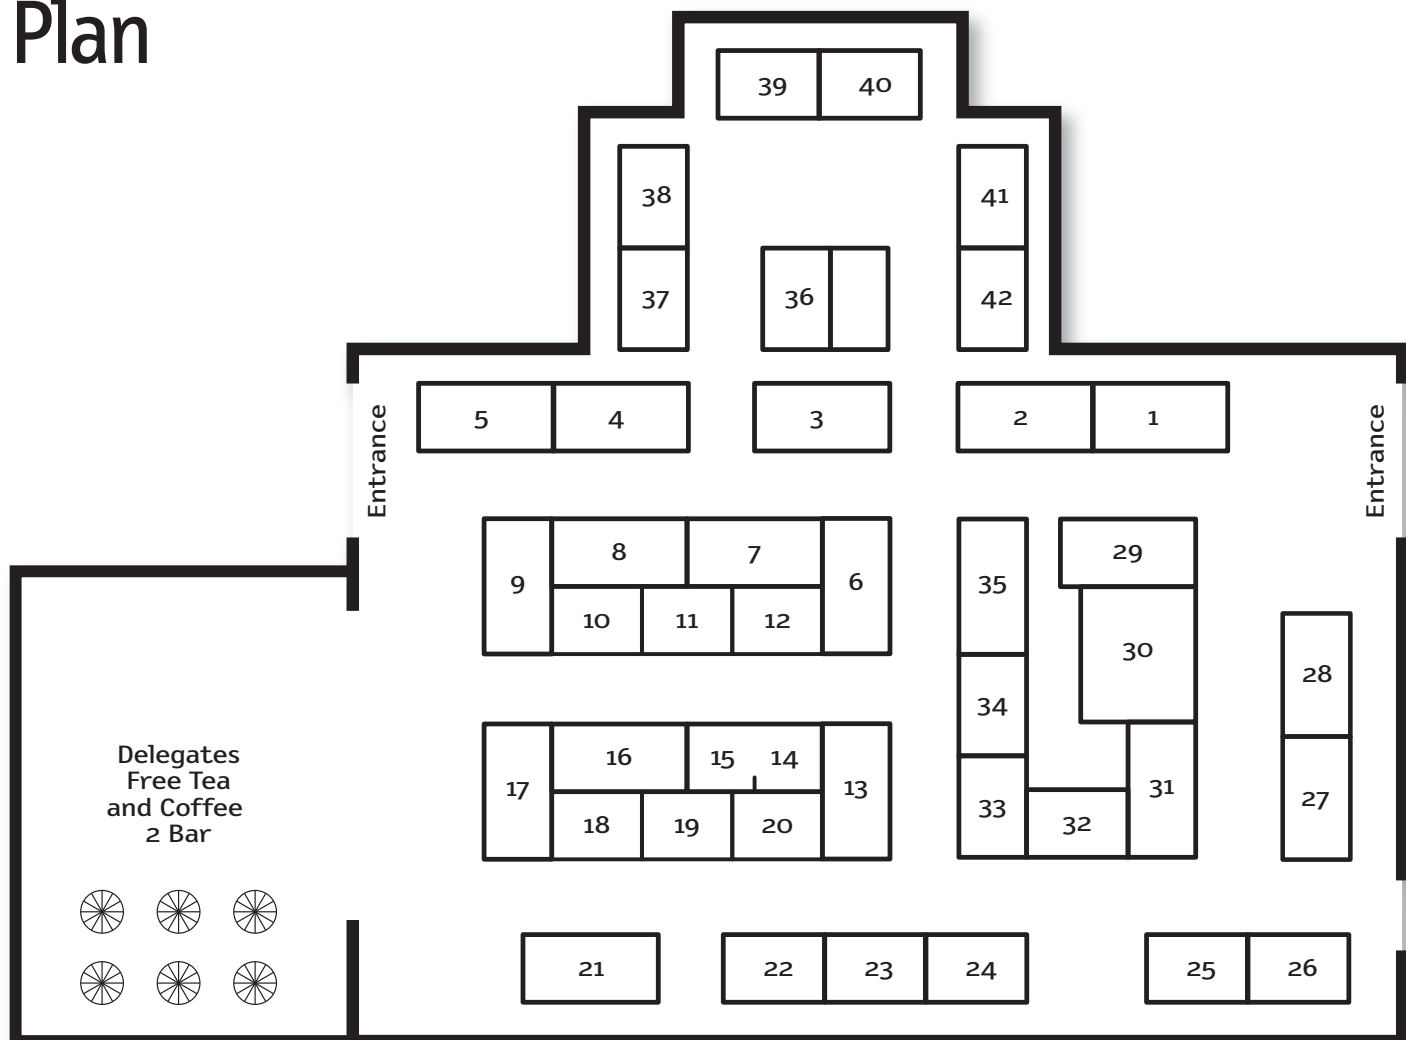 Plan
39 40
38 41
37 36 42
Entrance 5 4 3 2 1 Entrance
9 8 7 6 35 29
10 11 12
30
34 28
Delegates
Free Tea
and Coffee
2 Bar
17 16 15 14 13 33 31 27
18 19 20 32
21 22 23 24 25 26